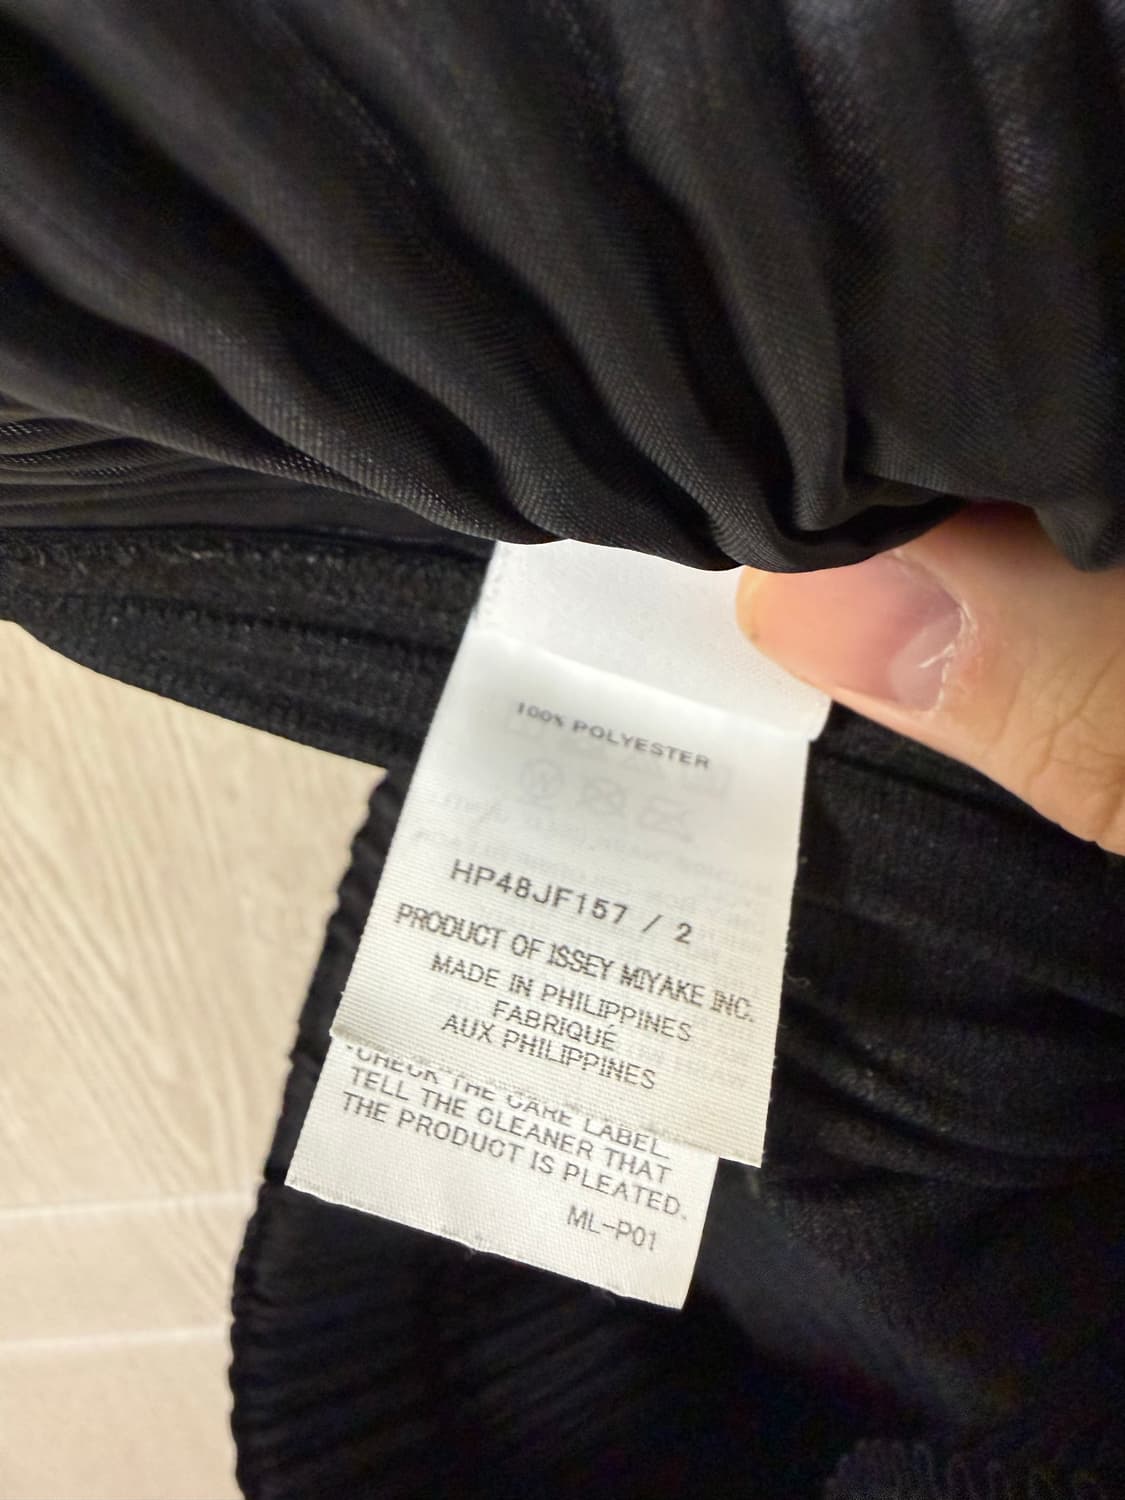 100% POLYESTER
HP48JF157 / 2
PRODUCT OF ISSEY MIYAKE INC.
MADE IN PHILIPPINES
FABRIQUÉ
AUX PHILIPPINES
･CHECK THE CARE LABEL
TELL THE CLEANER THAT
THE PRODUCT IS PLEATED.
ML-P01